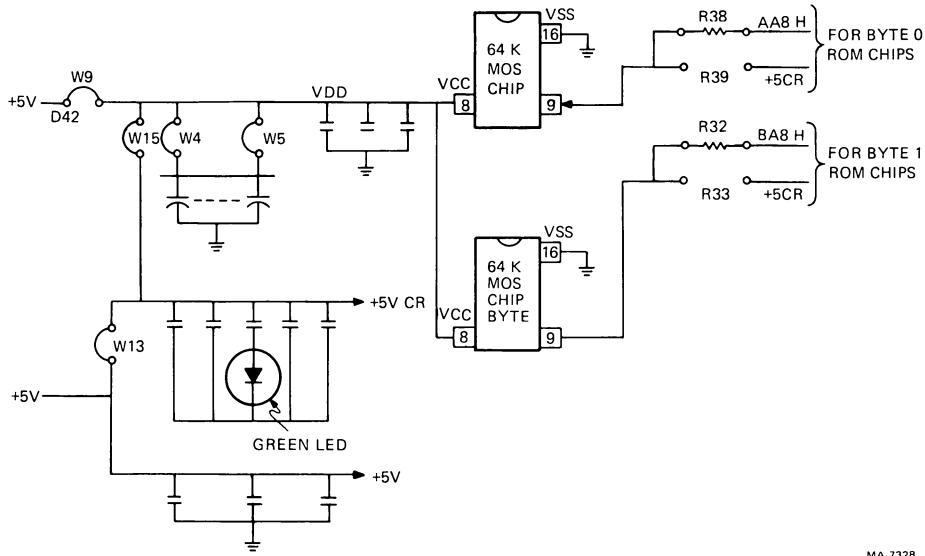 VSS
16
64 K
MOS
CHIP
VCC
8
9
R38
AA8 H
R39
+5CR
FOR BYTE 0
ROM CHIPS
W9
+5V
D42
VDD
W15
W4
W5
R32
BA8 H
R33
+5CR
FOR BYTE 1
ROM CHIPS
VSS
16
64 K
MOS
CHIP
BYTE
VCC
8
9
+5V CR
W13
+5V
GREEN LED
+5V
MA-7328